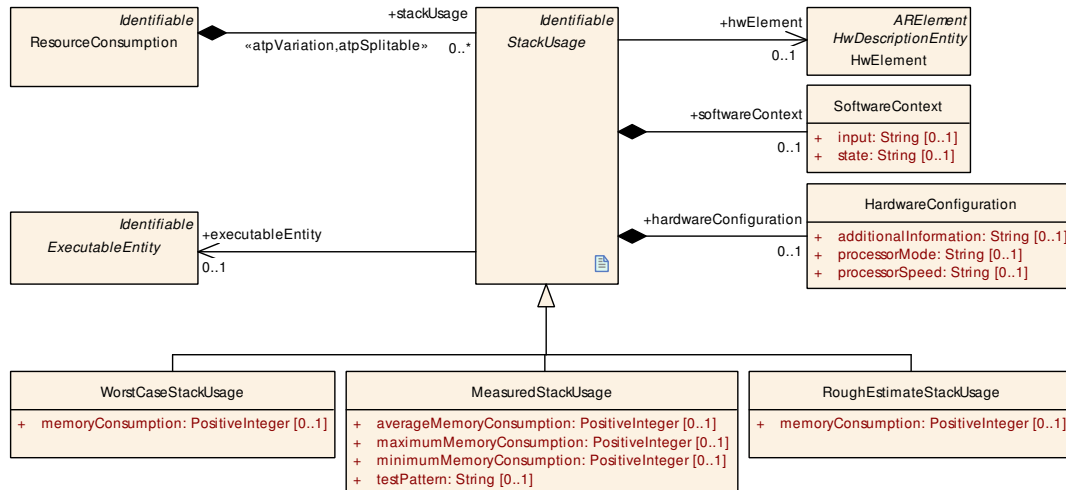 Identifiable
ResourceConsumption
+stackUsage
«atpVariation,atpSplitable»
0..*
Identifiable
StackUsage
+hwElement
0..1
ARElement
HwDescriptionEntity
HwElement
+softwareContext
0..1
SoftwareContext
+ input: String [0..1]
+ state: String [0..1]
Identifiable
ExecutableEntity
+executableEntity
0..1
+hardwareConfiguration
0..1
HardwareConfiguration
+ additionalInformation: String [0..1]
+ processorMode: String [0..1]
+ processorSpeed: String [0..1]
WorstCaseStackUsage
+ memoryConsumption: PositiveInteger [0..1]
MeasuredStackUsage
+ averageMemoryConsumption: PositiveInteger [0..1]
+ maximumMemoryConsumption: PositiveInteger [0..1]
+ minimumMemoryConsumption: PositiveInteger [0..1]
+ testPattern: String [0..1]
RoughEstimateStackUsage
+ memoryConsumption: PositiveInteger [0..1]